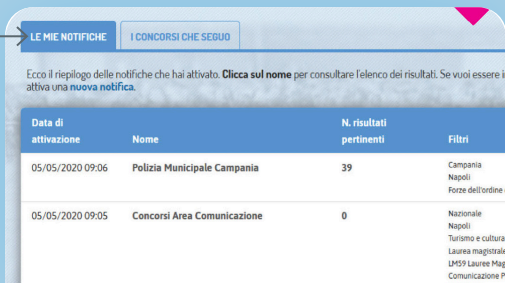 LE MIE NOTIFICHE
I CONCORSI CHE SEGUO
Ecco il riepilogo delle notifiche che hai attivato. Clicca sul nome per consultare l'elenco dei risultati. Se vuoi essere
attiva una nuova notifica.
Data di attivazione
Nome
N. risultati pertinenti
Filtri
05/05/2020 09:06
Polizia Municipale Campania
39
Campania
Napoli
Forze dell'ordine
05/05/2020 09:05
Concorsi Area Comunicazione
0
Nazionale
Napoli
Turismo e cultura
Laurea magistrale
LM59 Lauree Mag
Comunicazione P